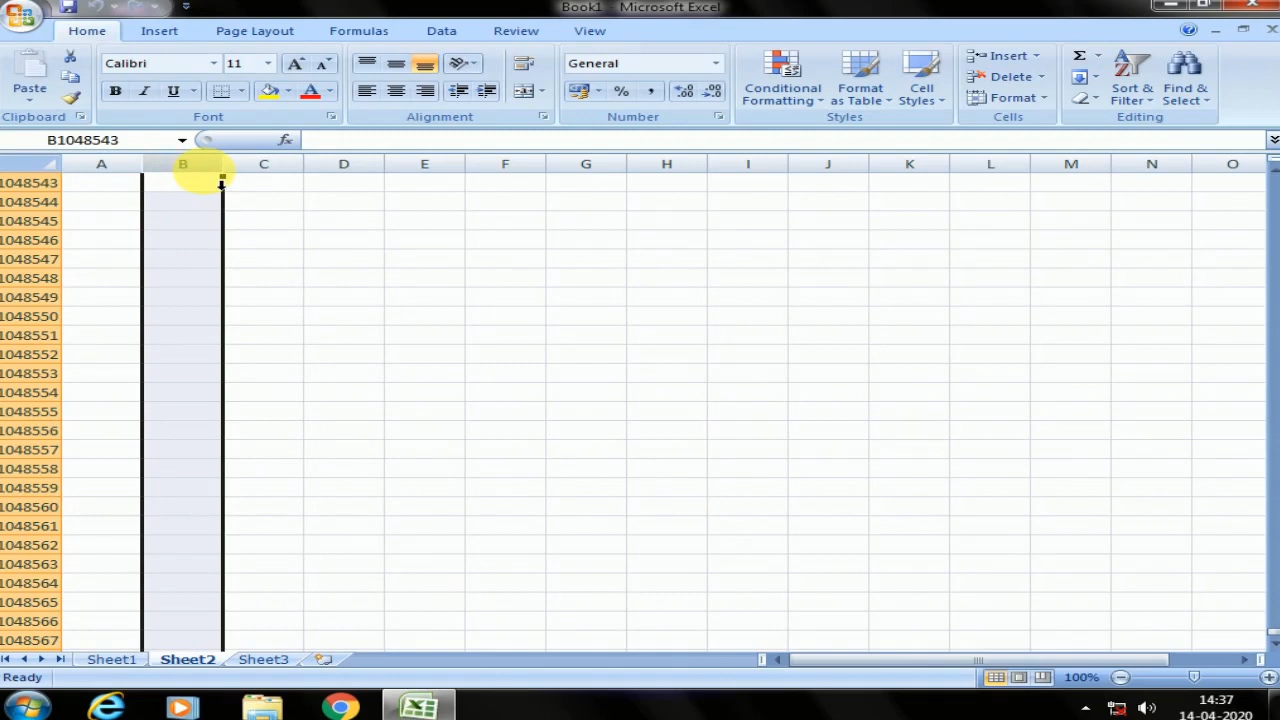 Book1 - Microsoft Excel
Home Insert Page Layout Formulas Data Review View
Paste
Calibri 11
B I U
General
% ,
Conditional Formatting
Format as Table
Cell Styles
Insert
Delete
Format
Σ
Sort & Filter
Find & Select
Clipboard Font Alignment Number Styles Cells Editing
B1048543 fx
A B C D E F G H I J K L M N O
1048543
1048544
1048545
1048546
1048547
1048548
1048549
1048550
1048551
1048552
1048553
1048554
1048555
1048556
1048557
1048558
1048559
1048560
1048561
1048562
1048563
1048564
1048565
1048566
1048567
Sheet1 Sheet2 Sheet3
Ready 100%
14:37
14-04-2020